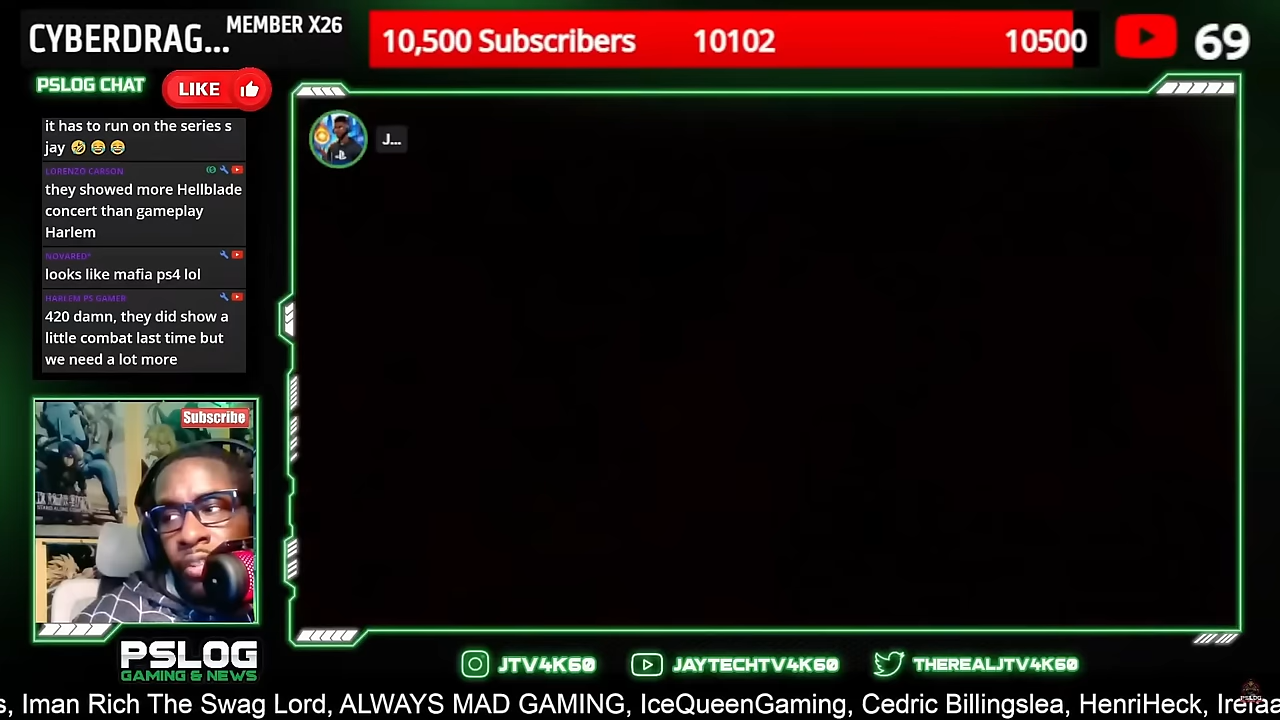 CYBERDRAG...
MEMBER X26
10,500 Subscribers
10102
10500
69
PSLOG CHAT
LIKE
it has to run on the series s
jay 🤣 😂 😂
LORENZO CARSON
they showed more Hellblade
concert than gameplay
Harlem
NOVARED*
looks like mafia ps4 lol
HARLEM PS GAMER
420 damn, they did show a
little combat last time but
we need a lot more
J...
Subscribe
PSLOG
GAMING & NEWS
JTV4K60
JAYTECHTV4K60
THEREALJTV4K60
s, Iman Rich The Swag Lord, ALWAYS MAD GAMING, IceQueenGaming, Cedric Billingslea, HenriHeck,